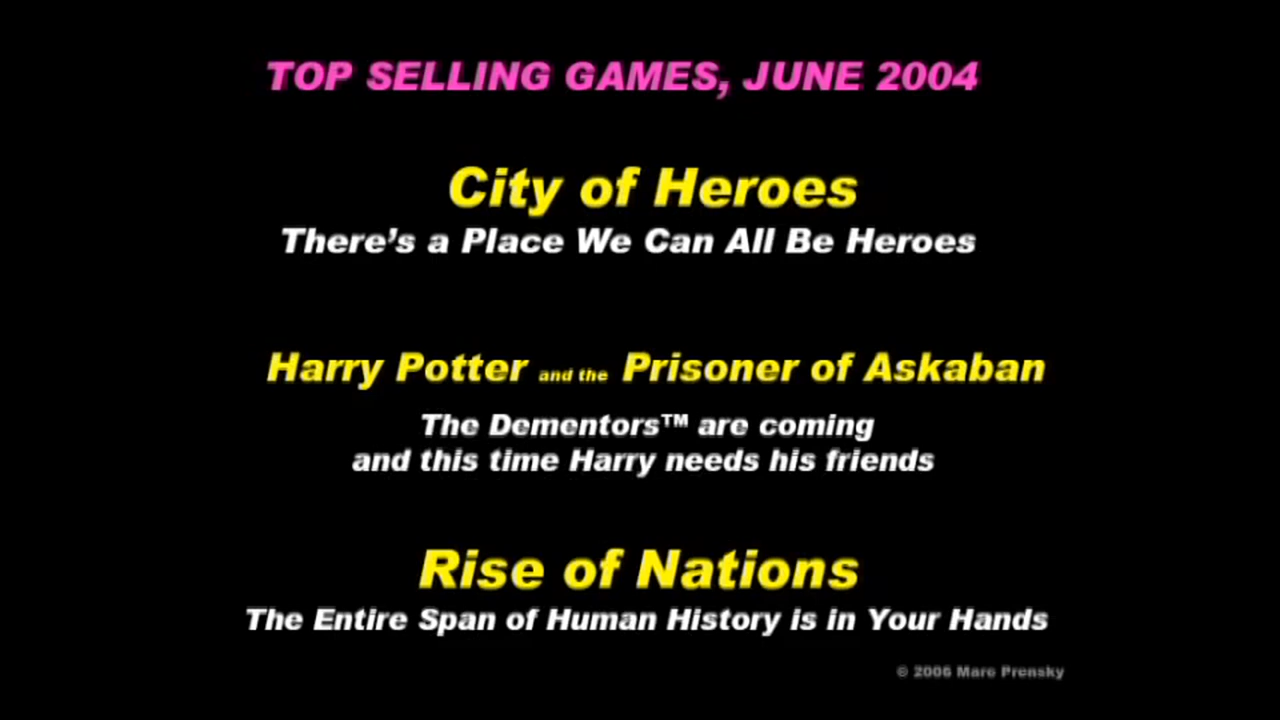 TOP SELLING GAMES, JUNE 2004
City of Heroes
There's a Place We Can All Be Heroes
Harry Potter and the Prisoner of Askaban
The Dementors™ are coming
and this time Harry needs his friends
Rise of Nations
The Entire Span of Human History is in Your Hands
© 2006 Marc Prensky